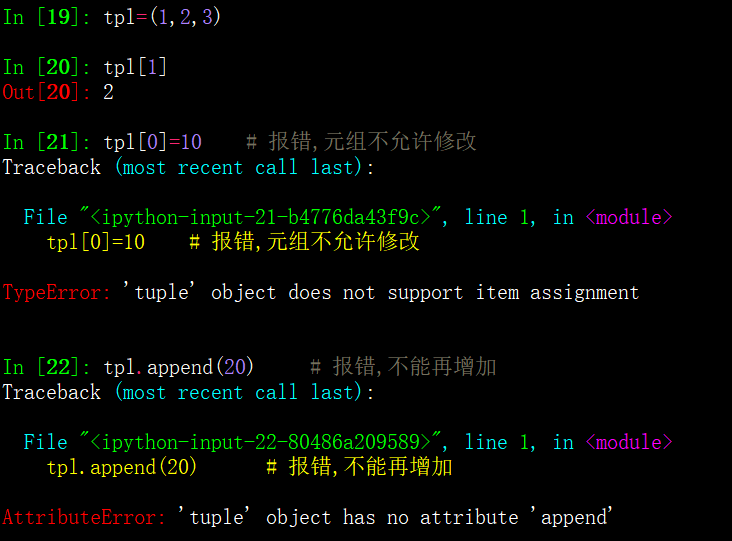 In [19]: tpl=(1,2,3)
In [20]: tpl[1]
Out[20]: 2
In [21]: tpl[0]=10    # 报错,元组不允许修改
Traceback (most recent call last):
  File "<ipython-input-21-b4776da43f9c>", line 1, in <module>
    tpl[0]=10    # 报错,元组不允许修改
TypeError: 'tuple' object does not support item assignment
In [22]: tpl.append(20)     # 报错,不能再增加
Traceback (most recent call last):
  File "<ipython-input-22-80486a209589>", line 1, in <module>
    tpl.append(20)      # 报错,不能再增加
AttributeError: 'tuple' object has no attribute 'append'